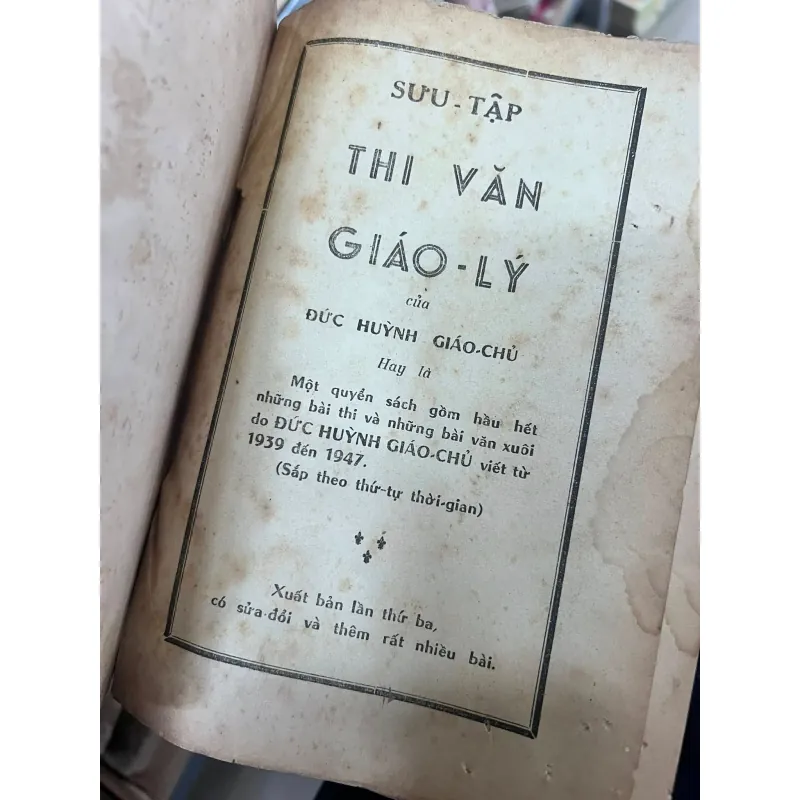 SƯU-TẬP
THI VĂN
GIÁO-LÝ
của
ĐỨC HUỲNH GIÁO-CHỦ
Hay là
Một quyển sách gồm hầu hết
những bài thi và những bài văn xuôi
do ĐỨC HUỲNH GIÁO-CHỦ viết từ
1939 đến 1947.
(Sắp theo thứ-tự thời-gian)
Xuất bản lần thứ ba,
có sửa-đổi và thêm rất nhiều bài.